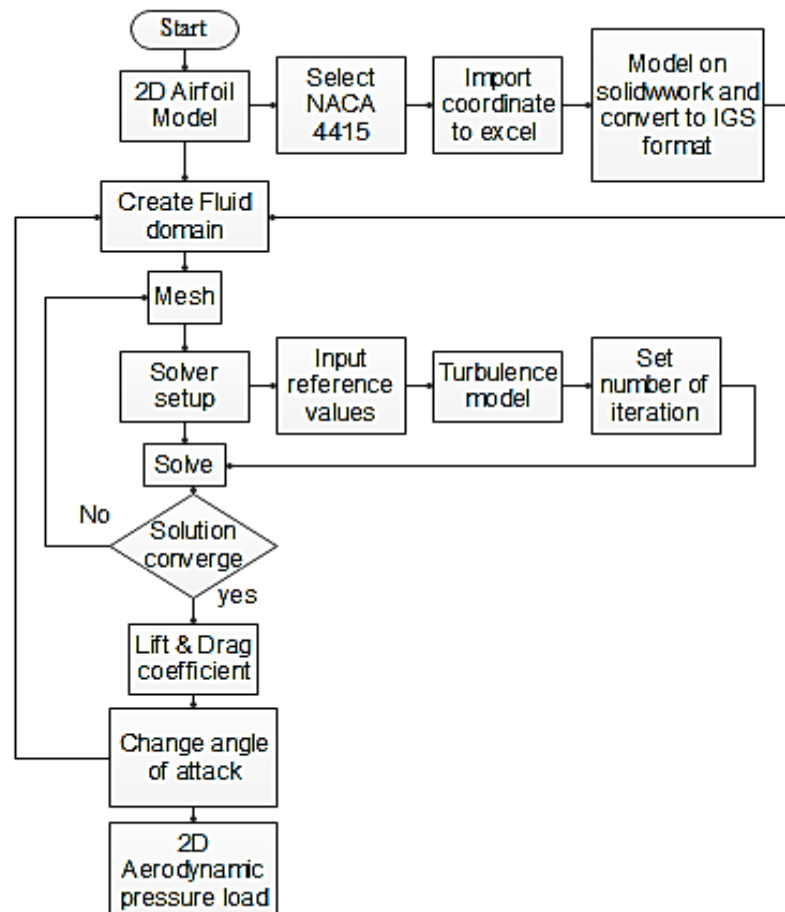 Start
2D Airfoil
Model
Select
NACA
4415
Import
coordinate
to excel
Model on
solidwwork and
convert to IGS
format
Create Fluid
domain
Mesh
Solver
setup
Input
reference
values
Turbulence
model
Set
number of
iteration
Solve
No
Solution
converge
yes
Lift & Drag
coefficient
Change angle
of attack
2D
Aerodynamic
pressure load